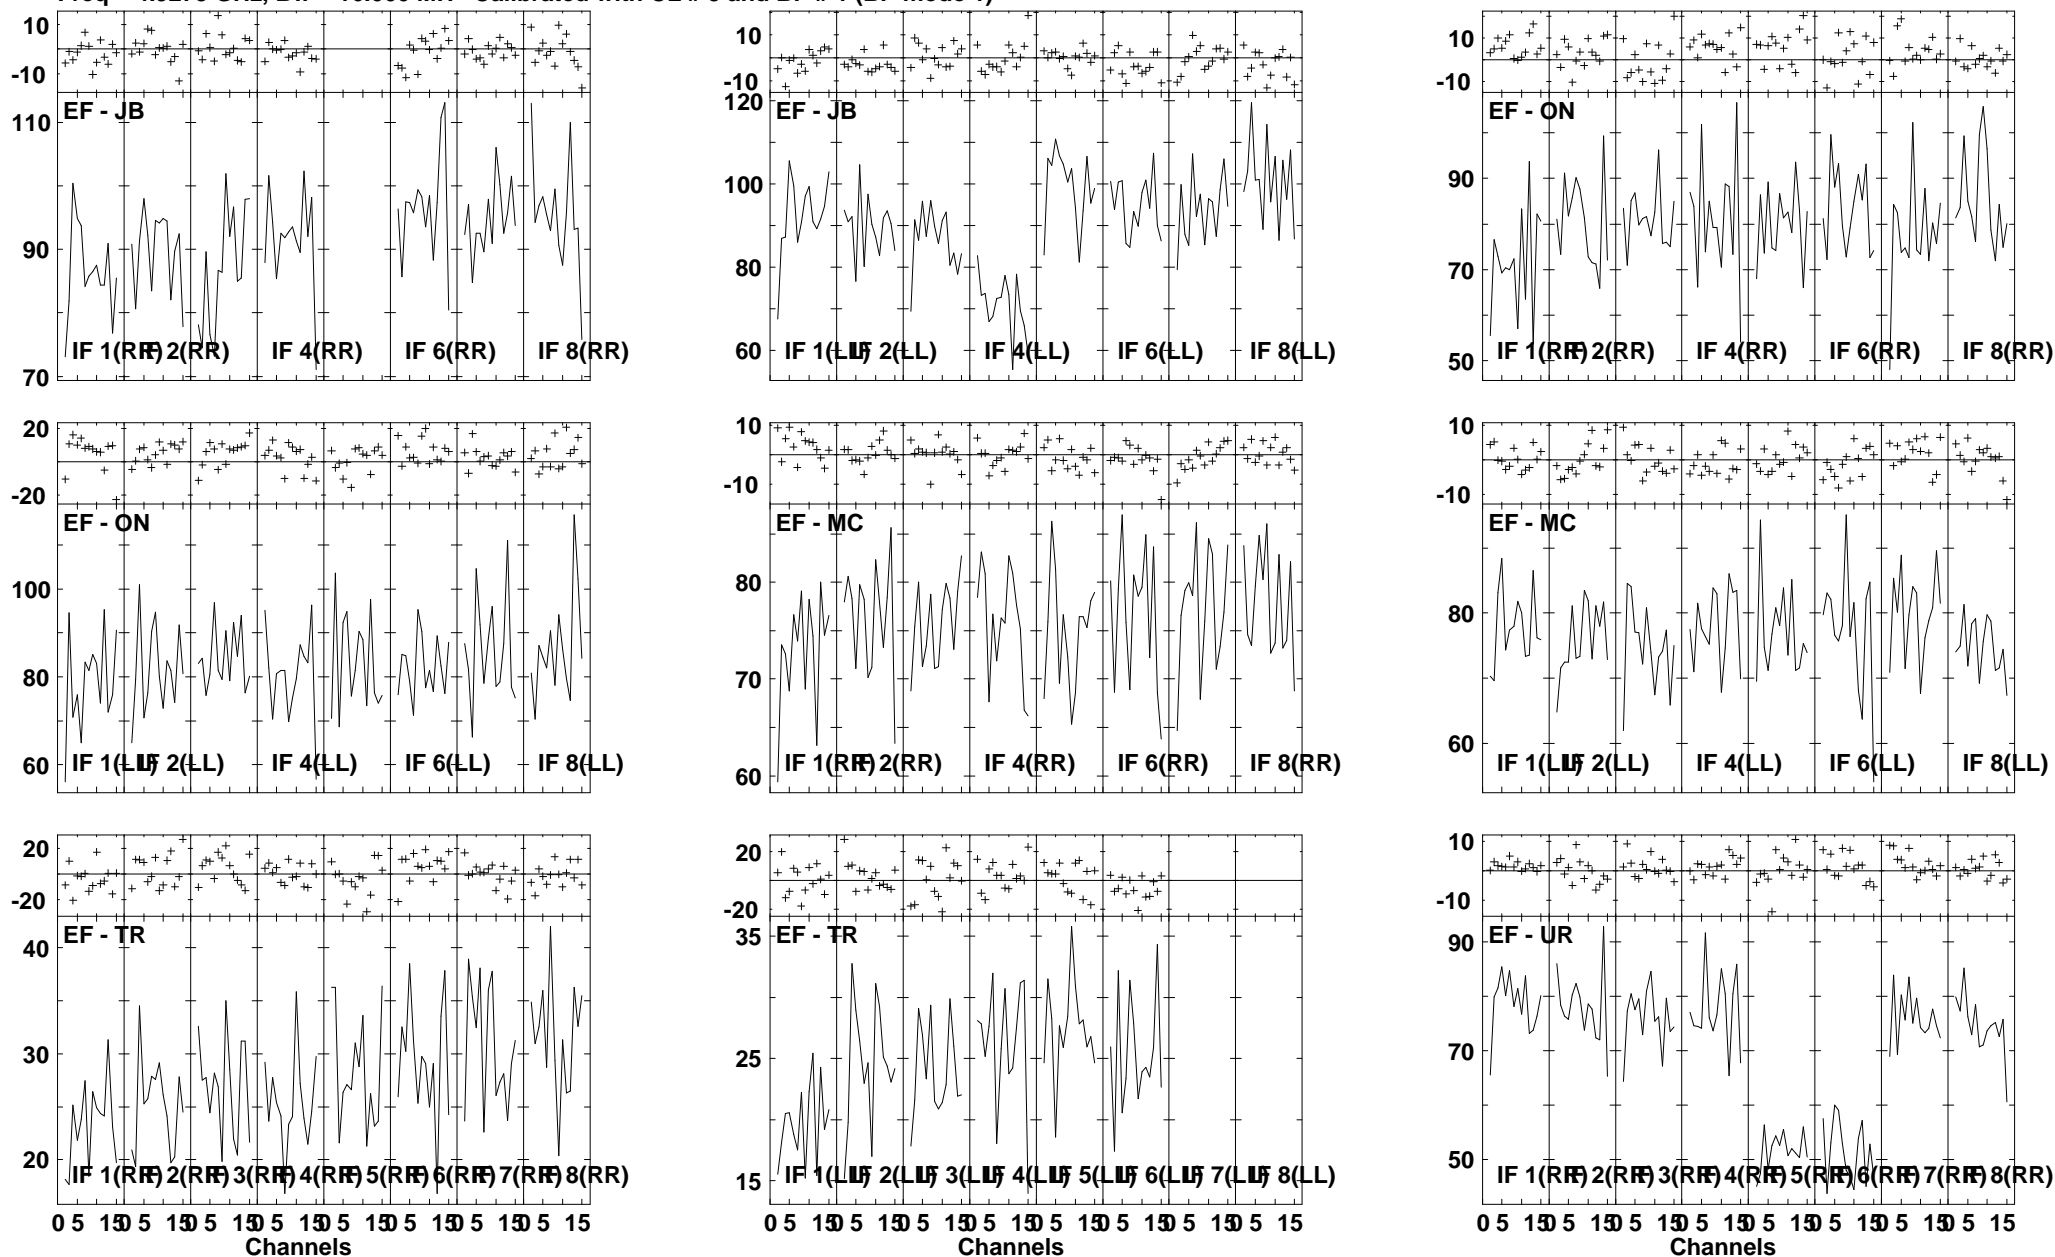 10 10 10
-10 -10 -10
EF - JB EF - JB EF - ON
110 120
90 100 90
80 70
70 60 50
IF 1(RR) IF 2(RR) IF 4(RR) IF 6(RR) IF 8(RR) IF 1(LL) IF 2(LL) IF 4(LL) IF 6(LL) IF 8(LL) IF 1(RR) IF 2(RR) IF 4(RR) IF 6(RR) IF 8(RR)
20 10 10
-20 -10 -10
EF - ON EF - MC EF - MC
100 80 80
80 70
60 60 60
IF 1(LL) IF 2(LL) IF 4(LL) IF 6(LL) IF 8(LL) IF 1(RR) IF 2(RR) IF 4(RR) IF 6(RR) IF 8(RR) IF 1(LL) IF 2(LL) IF 4(LL) IF 6(LL) IF 8(LL)
20 20 10
-20 -20 -10
EF - TR EF - TR EF - UR
40 35 90
30 25 70
20 15 50
IF 1(RR) IF 2(RR) IF 3(RR) IF 4(RR) IF 5(RR) IF 6(RR) IF 7(RR) IF 8(RR) IF 1(LL) IF 2(LL) IF 3(LL) IF 4(LL) IF 5(LL) IF 6(LL) IF 7(LL) IF 8(LL) IF 1(RR) IF 2(RR) IF 3(RR) IF 4(RR) IF 5(RR) IF 6(RR) IF 7(RR) IF 8(RR)
0 5 15 0 5 15 0 5 15 0 5 15 0 5 15 0 5 15
Channels Channels Channels